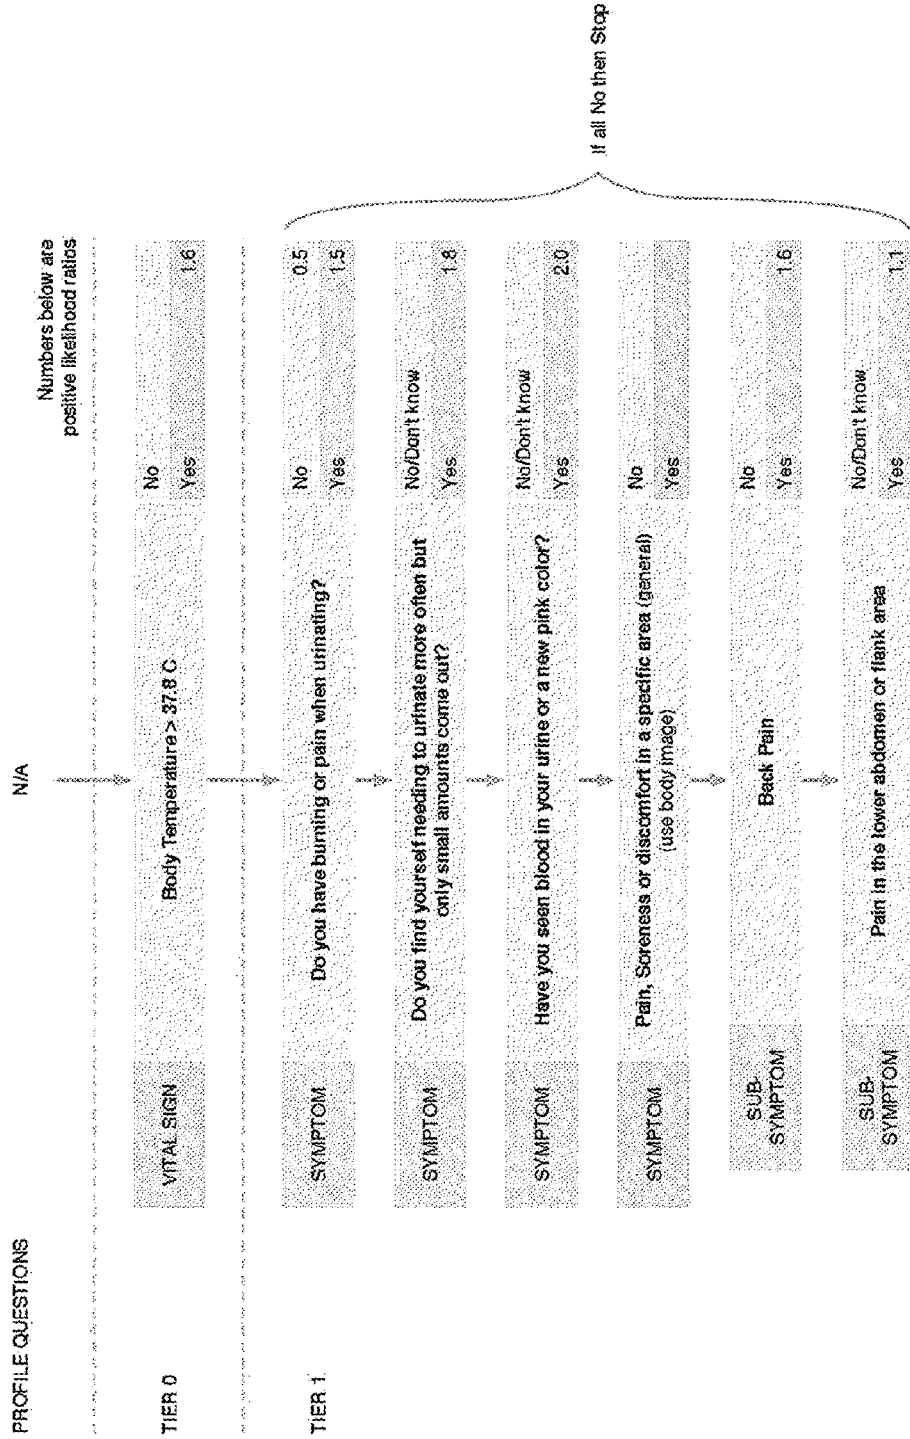 PROFILE QUESTIONS
N/A
Numbers below are
positive likelihood ratios
TIER 0
VITAL SIGN
Body Temperature > 37.8 C
No
Yes 1.6
TIER 1
SYMPTOM
Do you have burning or pain when urinating?
No 0.5
Yes 1.5
SYMPTOM
Do you find yourself needing to urinate more often but
only small amounts come out?
No/Don't know
Yes 1.8
SYMPTOM
Have you seen blood in your urine or a new pink color?
No/Don't know
Yes 2.0
SYMPTOM
Pain, Soreness or discomfort in a specific area (general)
(use body image)
No
Yes
SUB-
SYMPTOM
Back Pain
No
Yes 1.6
SUB-
SYMPTOM
Pain in the lower abdomen or flank area
No/Don't know
Yes 1.1
If all No then Stop